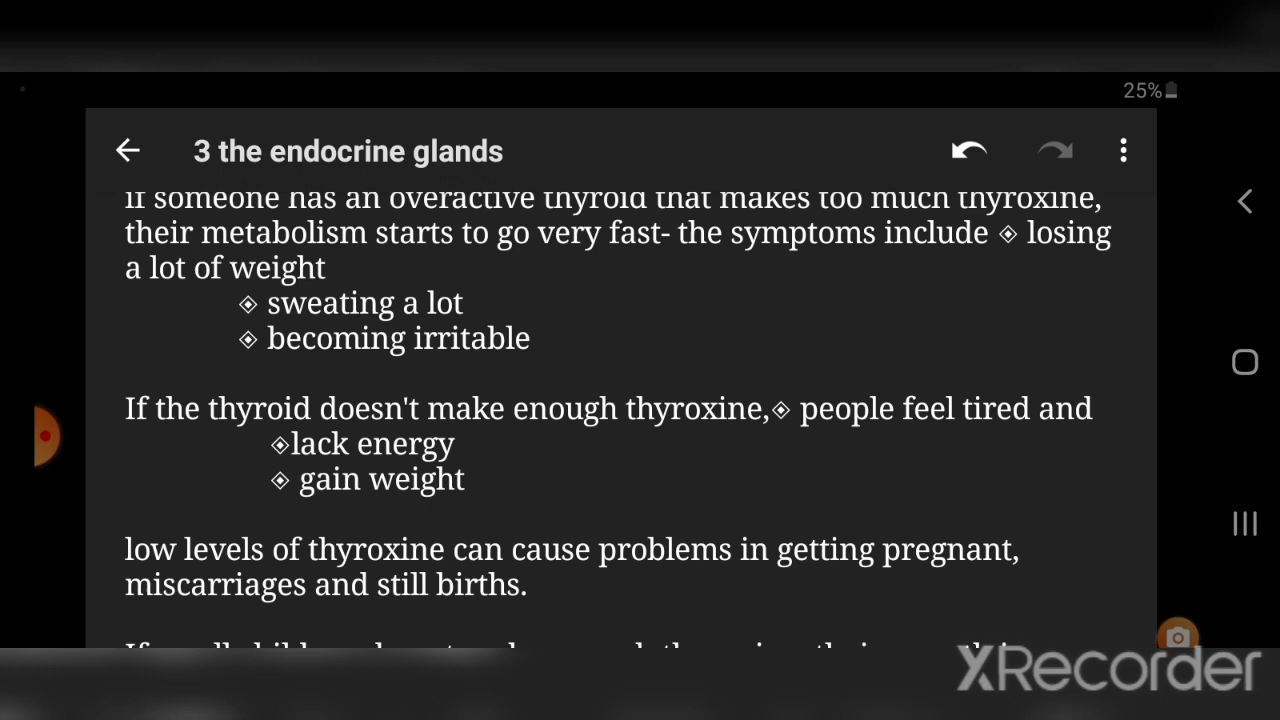 25%
3 the endocrine glands
If someone has an overactive thyroid that makes too much thyroxine,
their metabolism starts to go very fast- the symptoms include ◈ losing
a lot of weight
◈ sweating a lot
◈ becoming irritable
If the thyroid doesn't make enough thyroxine,◈ people feel tired and
◈lack energy
◈ gain weight
low levels of thyroxine can cause problems in getting pregnant,
miscarriages and still births.
XRecorder